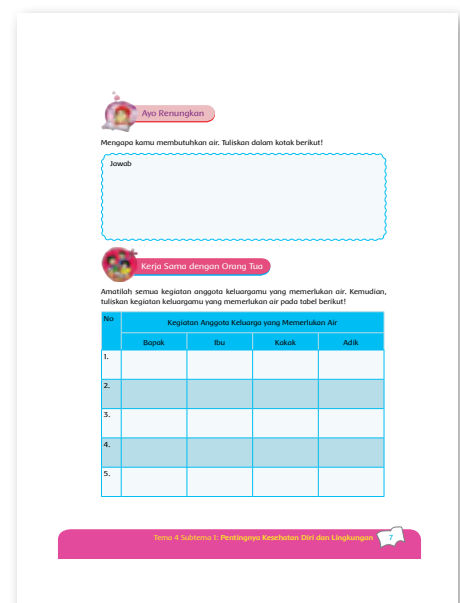 Ayo Renungkan
Mengapa kamu membutuhkan air. Tuliskan dalam kotak berikut!
Jawab
Kerja Sama dengan Orang Tua
Amatilah semua kegiatan anggota keluargamu yang memerlukan air. Kemudian,
tuliskan kegiatan keluargamu yang memerlukan air pada tabel berikut!
No Kegiatan Anggota Keluarga yang Memerlukan Air
Bapak Ibu Kakak Adik
1.
2.
3.
4.
5.
Tema 4 Subtema 1: Pentingnya Kesehatan Diri dan Lingkungan 7